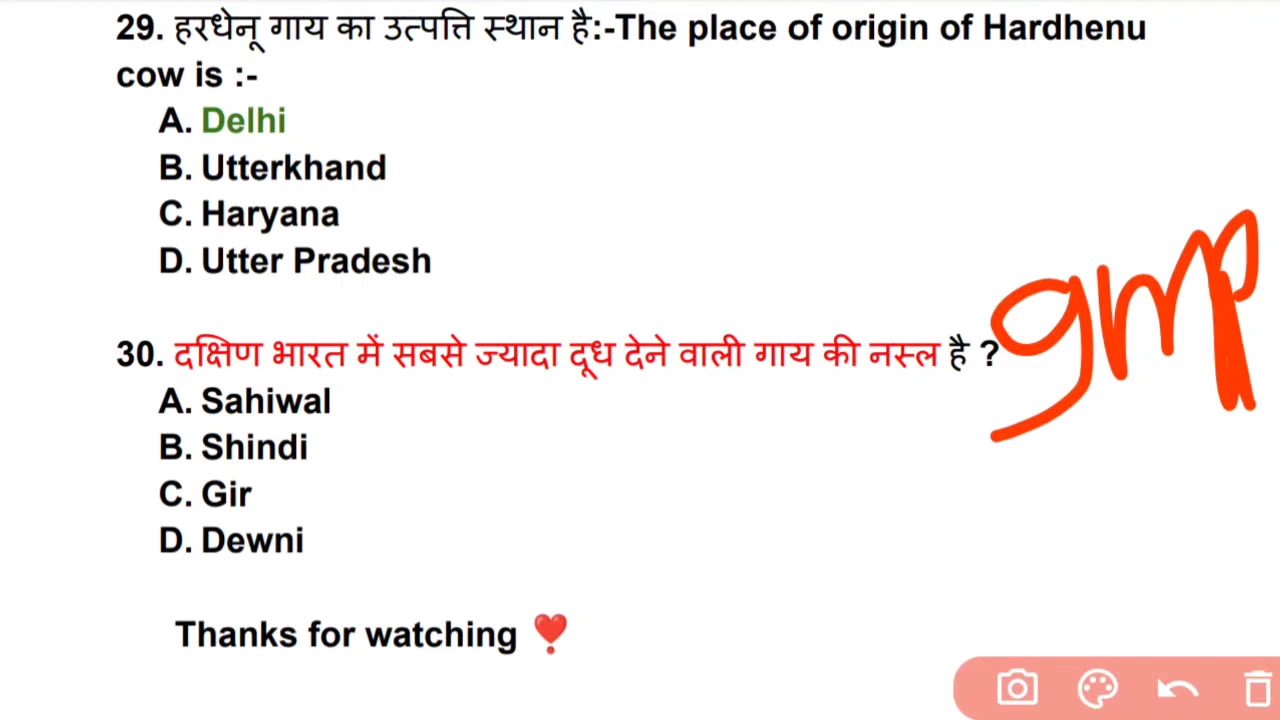 29. हरधेनू गाय का उत्पत्ति स्थान है:-The place of origin of Hardhenu
cow is :-
A. Delhi
B. Utterkhand
C. Haryana
D. Utter Pradesh
30. दक्षिण भारत में सबसे ज्यादा दूध देने वाली गाय की नस्ल है ?
gmp
A. Sahiwal
B. Shindi
C. Gir
D. Dewni
Thanks for watching ❣️